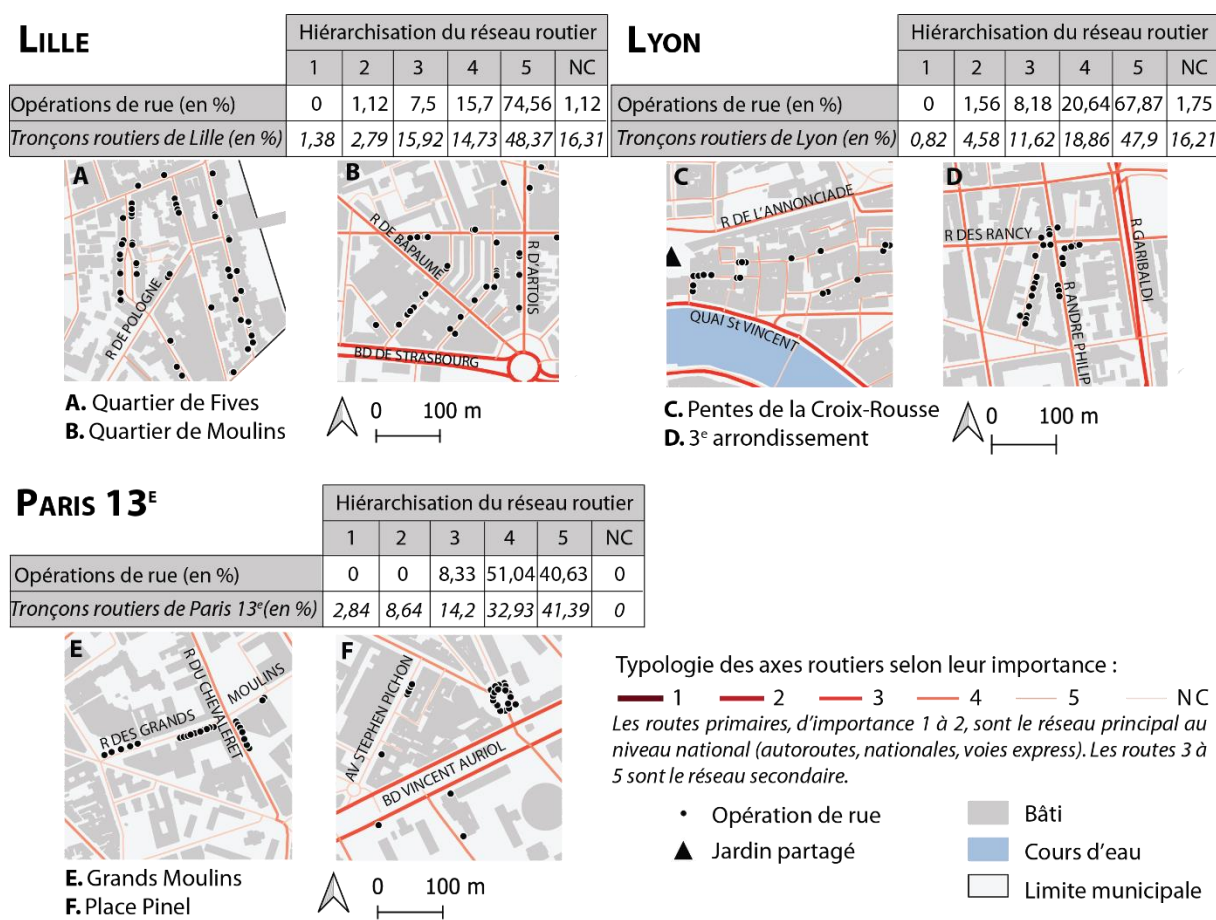 LILLE
Hiérarchisation du réseau routier
1 2 3 4 5 NC
Opérations de rue (en %) 0 1,12 7,5 15,7 74,56 1,12
Tronçons routiers de Lille (en %) 1,38 2,79 15,92 14,73 48,37 16,31
A
R DE POLOGNE
B
R DE BAPAUME
R D'ARTOIS
BD DE STRASBOURG
A. Quartier de Fives
B. Quartier de Moulins
0 100 m
LYON
Hiérarchisation du réseau routier
1 2 3 4 5 NC
Opérations de rue (en %) 0 1,56 8,18 20,64 67,87 1,75
Tronçons routiers de Lyon (en %) 0,82 4,58 11,62 18,86 47,9 16,21
C
R DE L'ANNONCIADE
QUAI St VINCENT
D
R DES RANCY
R GARIBALDI
R ANDRE PHILIP
C. Pentes de la Croix-Rousse
D. 3e arrondissement
0 100 m
PARIS 13E
Hiérarchisation du réseau routier
1 2 3 4 5 NC
Opérations de rue (en %) 0 0 8,33 51,04 40,63 0
Tronçons routiers de Paris 13e(en %) 2,84 8,64 14,2 32,93 41,39 0
E
R DU CHEVALERET
R DES GRANDS MOULINS
F
AV STEPHEN PICHON
BD VINCENT AURIOL
E. Grands Moulins
F. Place Pinel
0 100 m
Typologie des axes routiers selon leur importance :
1 2 3 4 5 NC
Les routes primaires, d'importance 1 à 2, sont le réseau principal au
niveau national (autoroutes, nationales, voies express). Les routes 3 à
5 sont le réseau secondaire.
Opération de rue
Jardin partagé
Bâti
Cours d'eau
Limite municipale